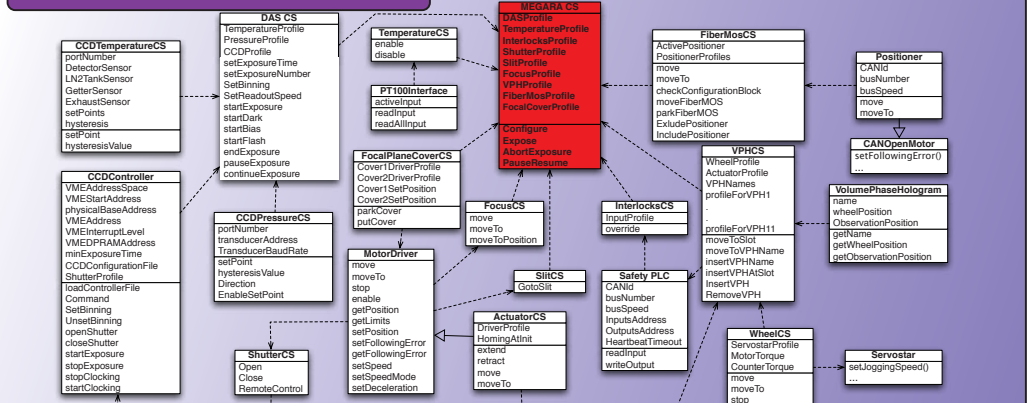 DAS CS
TemperatureProfile
PressureProfile
CCDProfile
setExposureTime
setExposureNumber
SetBinning
SetReadoutSpeed
startExposure
startDark
startBias
startFlash
endExposure
pauseExposure
continueExposure
MEGARA CS
DASProfile
TemperatureProfile
InterlocksProfile
ShutterProfile
SlitProfile
FocusProfile
VPHProfile
FiberMosProfile
FocalCoverProfile
Configure
Expose
AbortExposure
PauseResume
CCDTemperatureCS
portNumber
DetectorSensor
LN2TankSensor
GetterSensor
ExhaustSensor
setPoints
hysteresis
setPoint
hysteresisValue
TemperatureCS
enable
disable
PT100Interface
activeInput
readInput
readAllInput
FiberMosCS
ActivePositioner
PositionerProfiles
move
moveTo
checkConfigurationBlock
moveFiberMOS
parkFiberMOS
ExludePositioner
IncludePositioner
Positioner
CANId
busNumber
busSpeed
move
moveTo
CANOpenMotor
setFollowingError()
...
CCDController
VMEAddressSpace
VMEStartAddress
physicalBaseAddress
VMEAddress
VMEInterruptLevel
VMEDPRAMAddress
minExposureTime
CCDConfigurationFile
ShutterProfile
loadControllerFile
Command
SetBinning
UnsetBinning
openShutter
closeShutter
startExposure
stopExposure
stopClocking
startClocking
CCDPressureCS
portNumber
transducerAddress
TransducerBaudRate
setPoint
hysteresisValue
Direction
EnableSetPoint
FocalPlaneCoverCS
Cover1DriverProfile
Cover2DriverProfile
Cover1SetPosition
Cover2SetPosition
parkCover
putCover
FocusCS
move
moveTo
moveToPosition
InterlocksCS
InputProfile
override
VPHCS
WheelProfile
ActuatorProfile
VPHNames
profileForVPH1
.
.
profileForVPH11
moveToSlot
moveToVPHName
insertVPHName
insertVPHAtSlot
InsertVPH
RemoveVPH
VolumePhaseHologram
name
wheelPosition
ObservationPosition
getName
getWheelPosition
getObservationPosition
MotorDriver
move
moveTo
stop
enable
getPosition
getLimits
setPosition
setFollowingError
getFollowingError
setSpeed
setSpeedMode
setDeceleration
SlitCS
GotoSlit
Safety PLC
CANId
busNumber
busSpeed
InputsAddress
OutputsAddress
HeartbeatTimeout
readInput
writeOutput
ActuatorCS
DriverProfile
HomingAtInit
extend
retract
move
moveTo
ShutterCS
Open
Close
RemoteControl
WheelCS
ServostarProfile
MotorTorque
CounterTorque
move
moveTo
stop
Servostar
setJoggingSpeed()
...